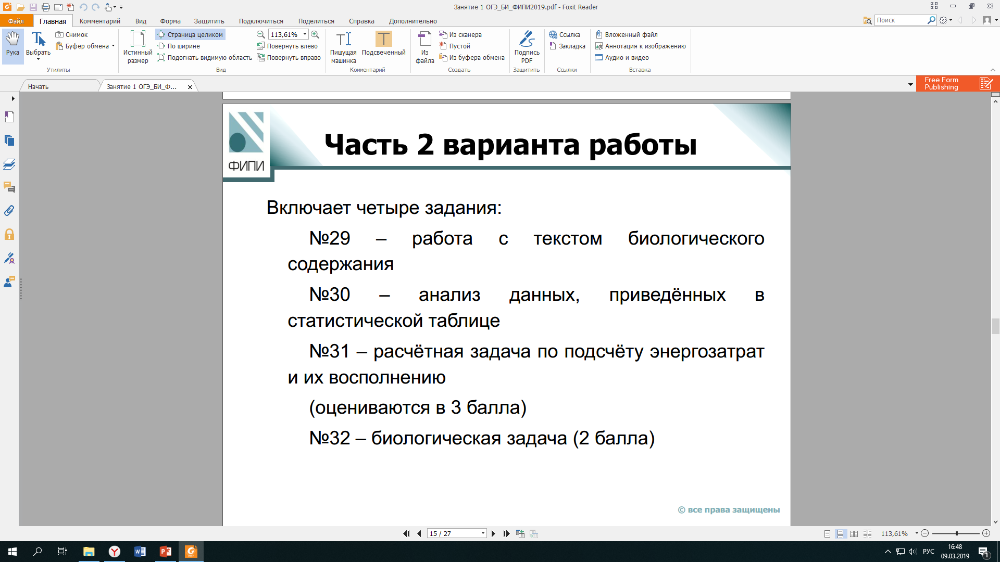 Занятие 1 ОГЭ_БИ_ФИПИ2019.pdf - Foxit Reader
Файл Главная Комментарий Вид Форма Защитить Подключиться Поделиться Справка Дополнительно Поиск
Рука
Выбрать
Снимок
Буфер обмена
Утилиты
Истинный размер
Страница целиком
По ширине
Подогнать видимую область
113,61%
Повернуть влево
Повернуть вправо
Вид
Пишущая машинка
Подсвеченный
Комментарий
Из файла
Из сканера
Пустой
Из буфера обмена
Создать
Подпись PDF
Защитить
Ссылка
Закладка
Ссылки
Вложенный файл
Аннотация к изображению
Аудио и видео
Вставка
Начать
Занятие 1 ОГЭ_БИ_Ф...
Free Form
Publishing
ФИПИ
Часть 2 варианта работы
Включает четыре задания:
№29 – работа с текстом биологического
содержания
№30 – анализ данных, приведённых в
статистической таблице
№31 – расчётная задача по подсчёту энергозатрат
и их восполнению
(оцениваются в 3 балла)
№32 – биологическая задача (2 балла)
© все права защищены
15 / 27
113,61%
РУС
16:48
09.03.2019
1